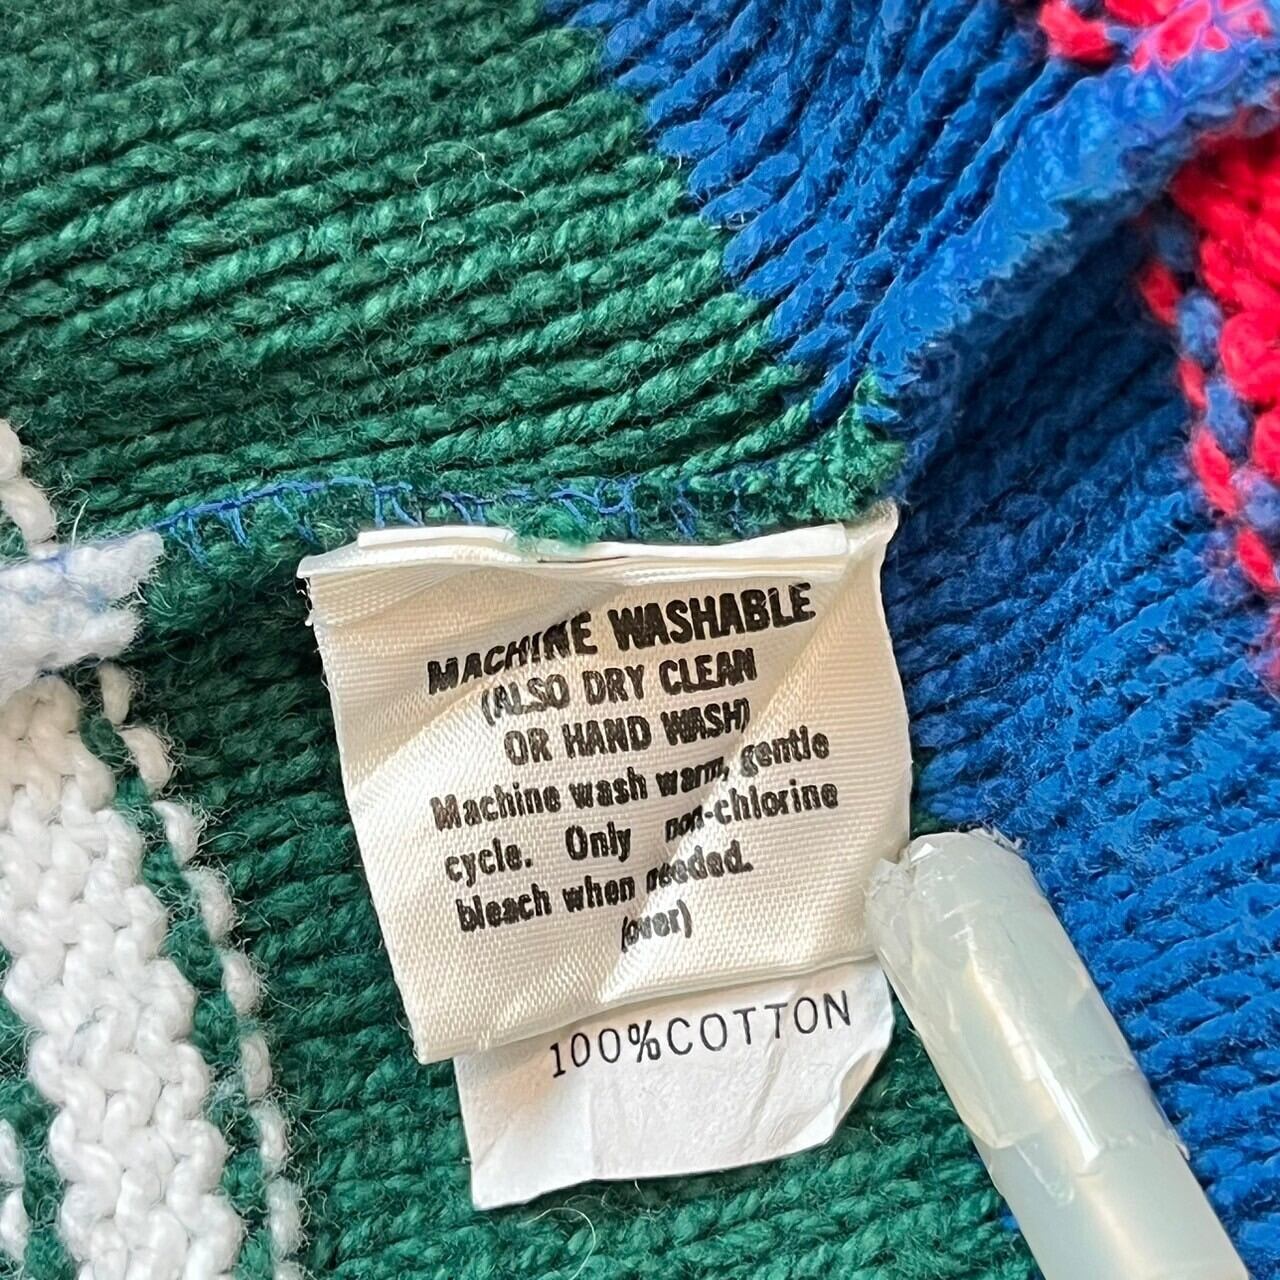 MACHINE WASHABLE
(ALSO DRY CLEAN
OR HAND WASH)
Machine wash warm, gentle
cycle. Only non-chlorine
bleach when needed.
(over)
100% COTTON